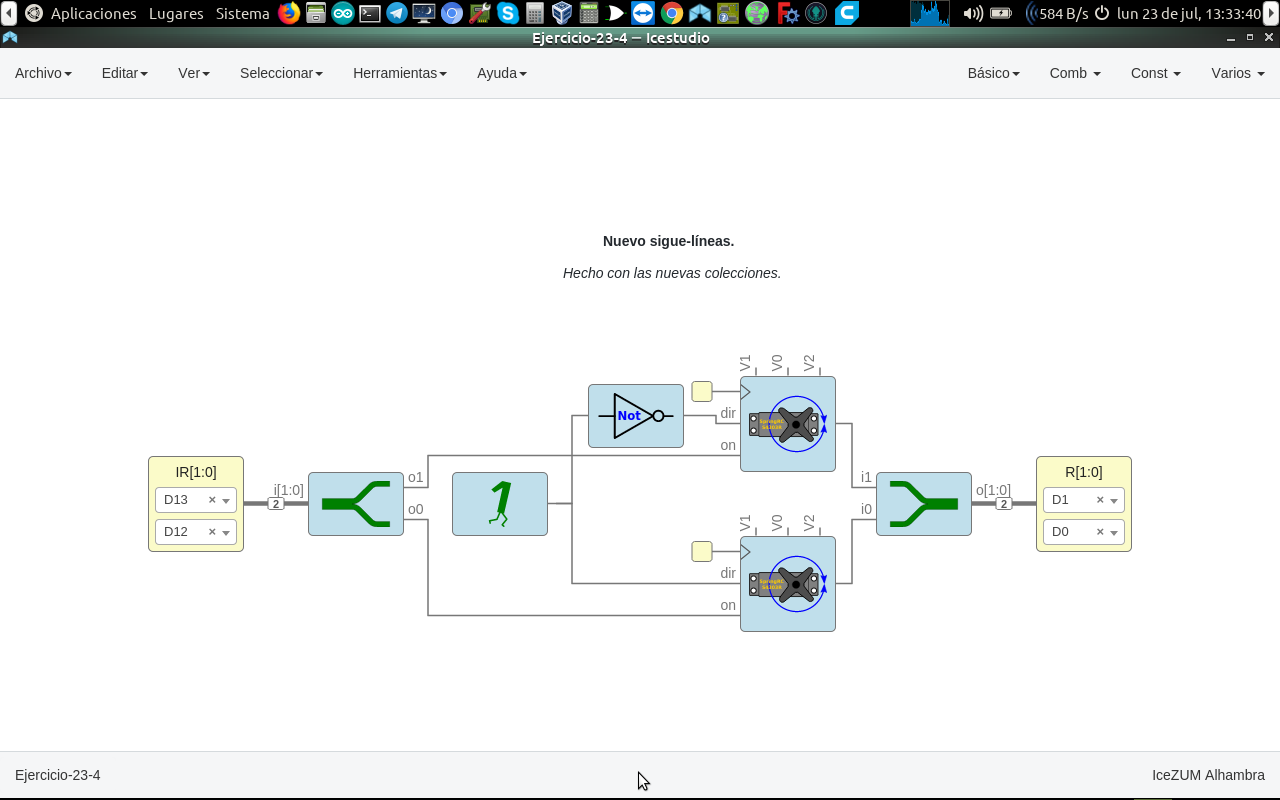 Aplicaciones Lugares Sistema 584 B/s lun 23 de jul, 13:33:40
Ejercicio-23-4 — Icestudio
Archivo Editar Ver Seleccionar Herramientas Ayuda Básico Comb Const Varios
Nuevo sigue-líneas.
Hecho con las nuevas colecciones.
V1 V0 V2
Not
dir
on
IR[1:0]
D13 ×
D12 ×
i[1:0]
2
o1
o0
1
V1 V0 V2
dir
on
i1
i0
o[1:0]
2
R[1:0]
D1 ×
D0 ×
Ejercicio-23-4 IceZUM Alhambra